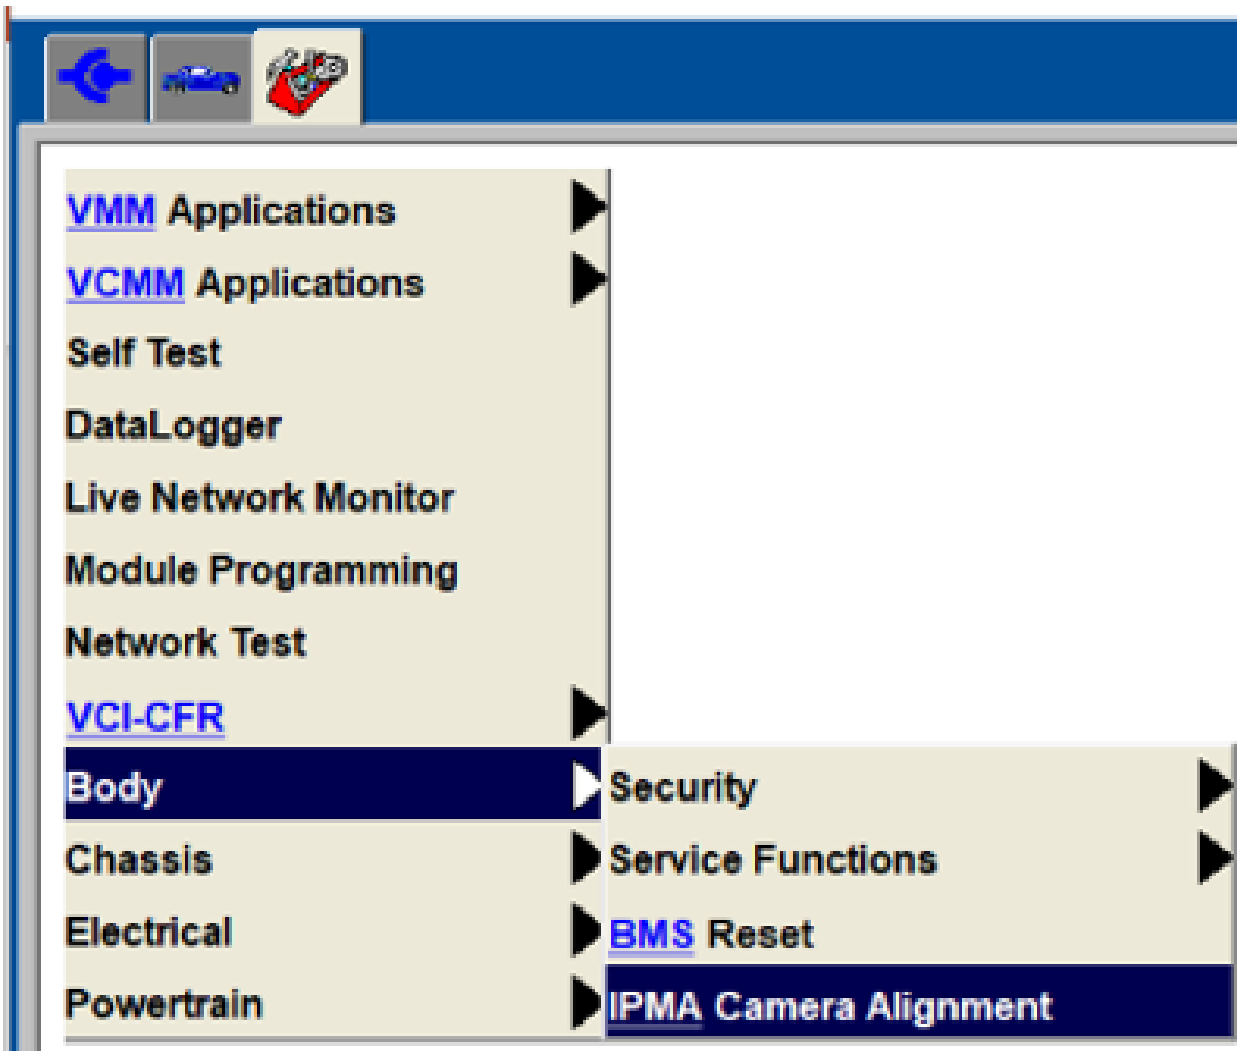 VMM Applications
VCMM Applications
Self Test
DataLogger
Live Network Monitor
Module Programming
Network Test
VCI-CFR
Body
Chassis
Electrical
Powertrain
Security
Service Functions
BMS Reset
IPMA Camera Alignment